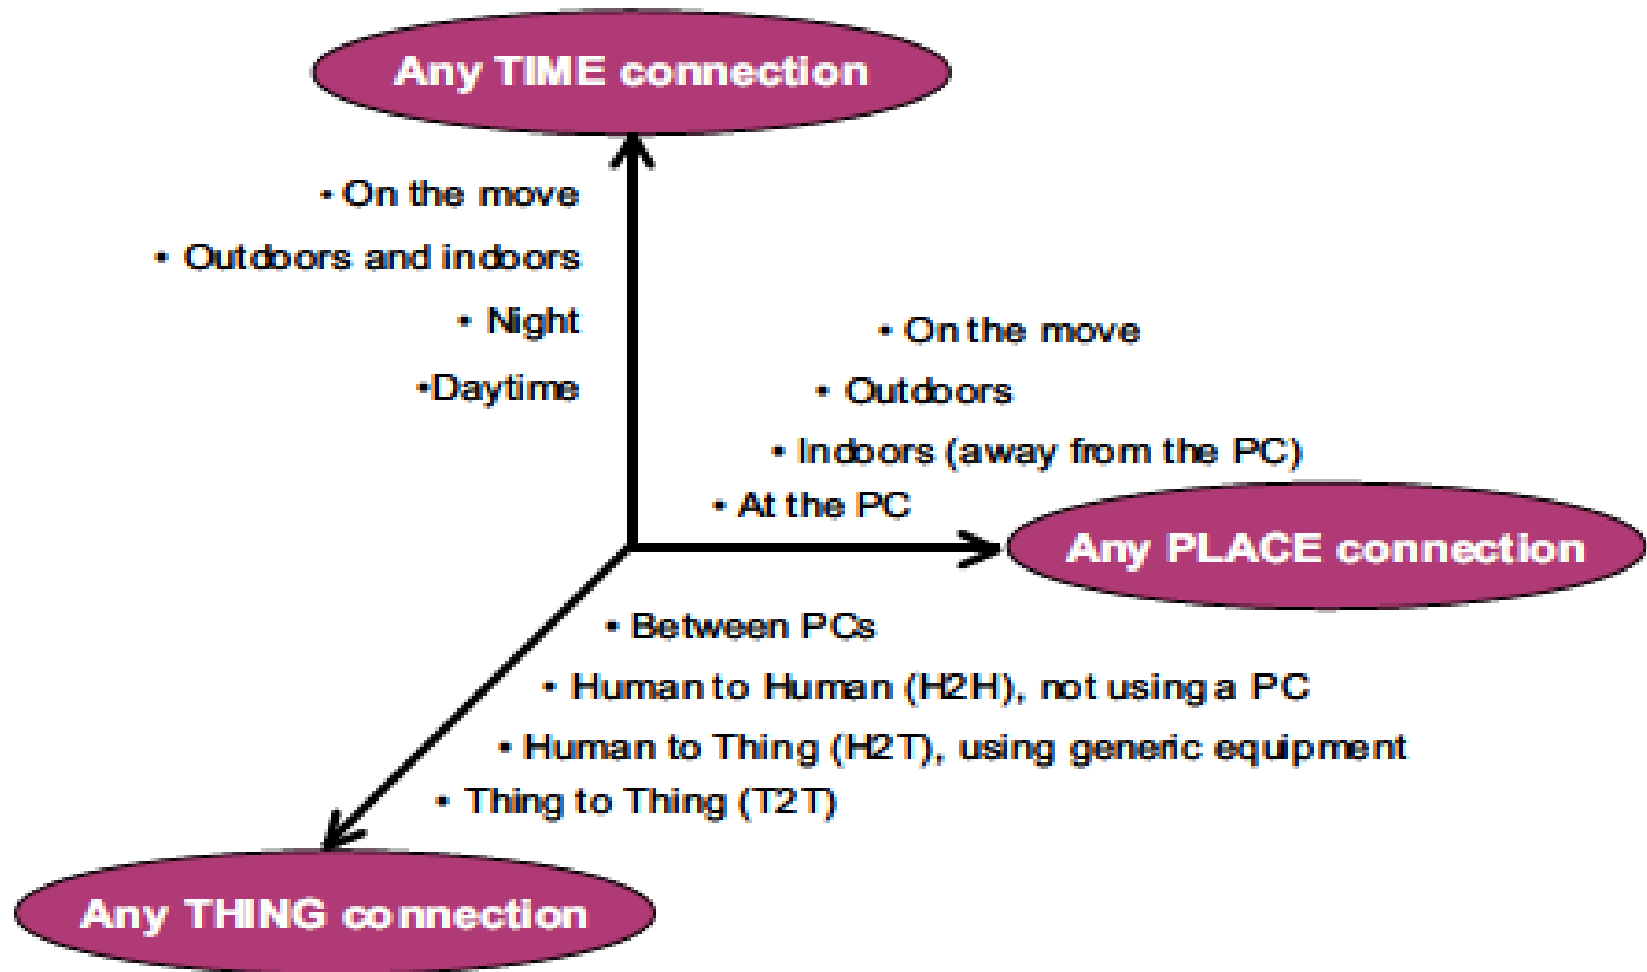 Any TIME connection
• On the move
• Outdoors and indoors
• Night
•Daytime
• On the move
• Outdoors
• Indoors (away from the PC)
• At the PC
Any PLACE connection
• Between PCs
• Human to Human (H2H), not using a PC
• Human to Thing (H2T), using generic equipment
• Thing to Thing (T2T)
Any THING connection